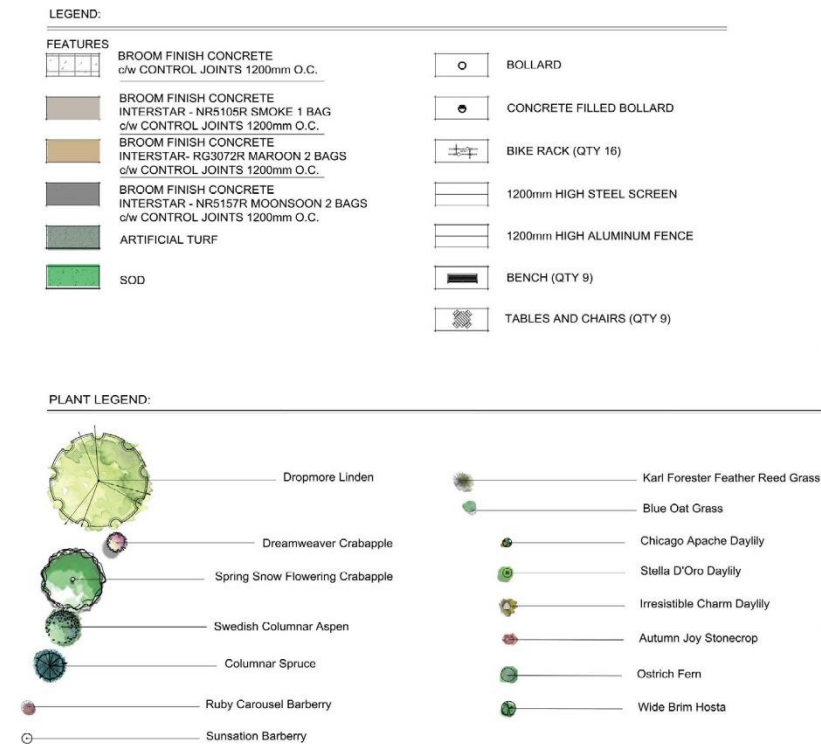 LEGEND:
FEATURES
BROOM FINISH CONCRETE
c/w CONTROL JOINTS 1200mm O.C.
BROOM FINISH CONCRETE
INTERSTAR - NR5105R SMOKE 1 BAG
c/w CONTROL JOINTS 1200mm O.C.
BROOM FINISH CONCRETE
INTERSTAR- RG3072R MAROON 2 BAGS
c/w CONTROL JOINTS 1200mm O.C.
BROOM FINISH CONCRETE
INTERSTAR - NR5157R MOONSOON 2 BAGS
c/w CONTROL JOINTS 1200mm O.C.
ARTIFICIAL TURF
SOD
BOLLARD
CONCRETE FILLED BOLLARD
BIKE RACK (QTY 16)
1200mm HIGH STEEL SCREEN
1200mm HIGH ALUMINUM FENCE
BENCH (QTY 9)
TABLES AND CHAIRS (QTY 9)
PLANT LEGEND:
Dropmore Linden
Dreamweaver Crabapple
Spring Snow Flowering Crabapple
Swedish Columnar Aspen
Columnar Spruce
Ruby Carousel Barberry
Sunsation Barberry
Karl Forester Feather Reed Grass
Blue Oat Grass
Chicago Apache Daylily
Stella D'Oro Daylily
Irresistible Charm Daylily
Autumn Joy Stonecrop
Ostrich Fern
Wide Brim Hosta